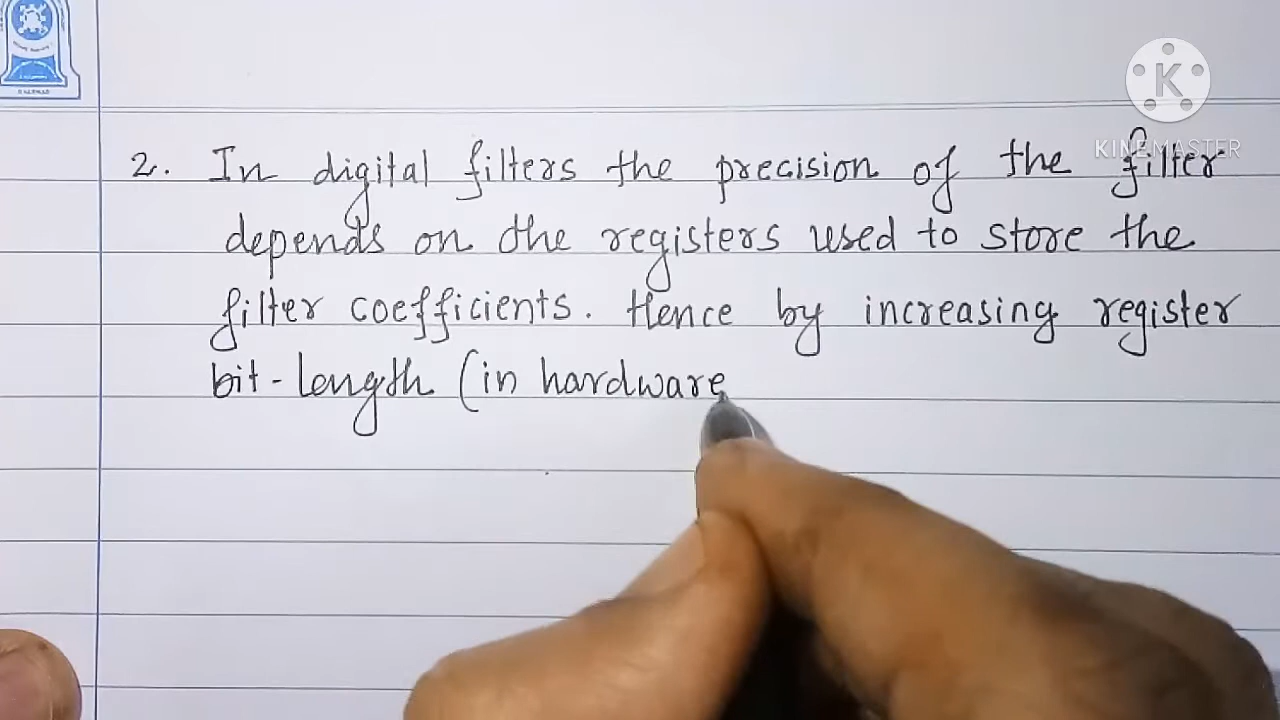 KINEMASTER
2. In digital filters the precision of the filter
depends on the registers used to store the
filter coefficients. Hence by increasing register
bit-length (in hardware